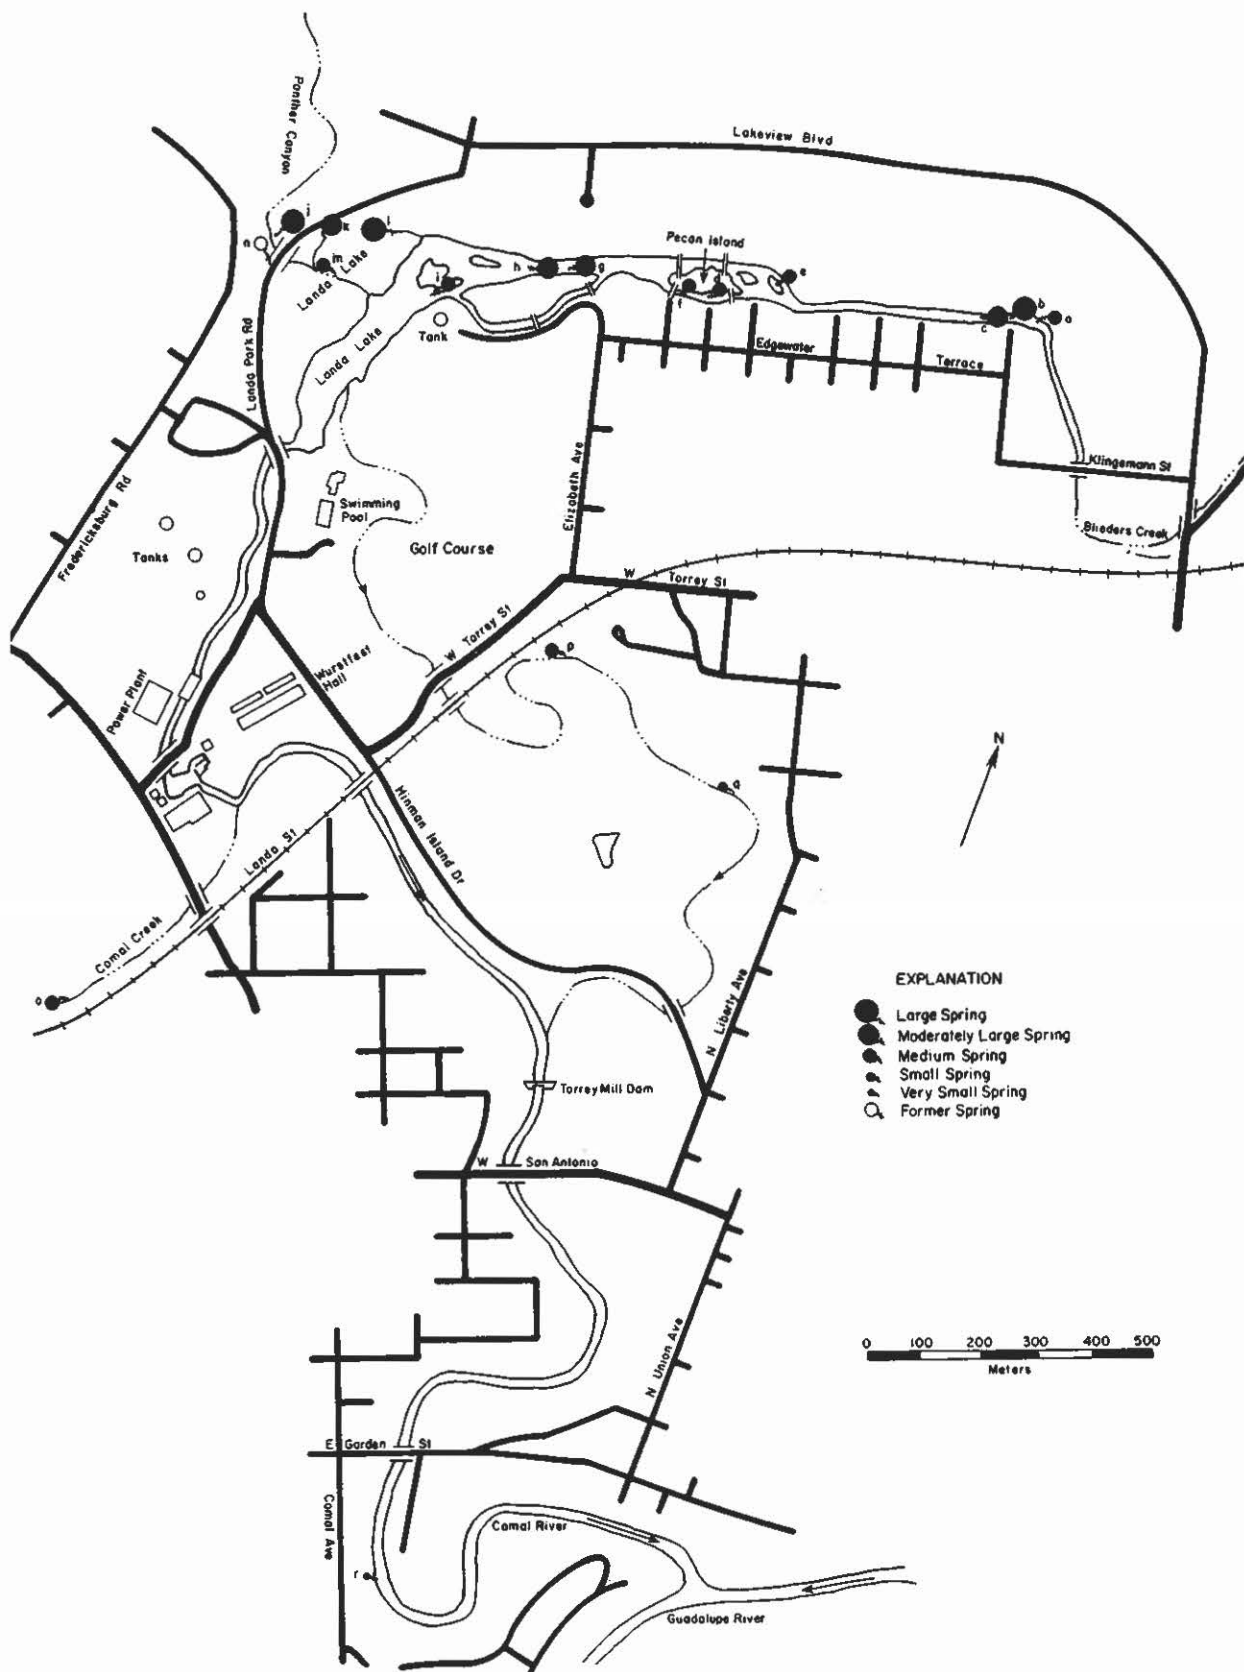 Panther Canyon
Lakeview Blvd
j
k
l
n
m
Landa Lake
h
g
i
Pecan Island
f
d
e
b
a
c
Tank
Edgewater
Terrace
Landa Park Rd
Landa Lake
Elizabeth Ave
Klingemann St
Blieders Creek
Swimming
Pool
Golf Course
Fredericksburg Rd
Tanks
W Torrey St
W Torrey St
p
Wurstfest
Hall
Power Plant
N
q
Hinman Island Dr
Landa St
Comal Creek
o
N Liberty Ave
EXPLANATION
Large Spring
Moderately Large Spring
Medium Spring
Small Spring
Very Small Spring
Former Spring
Torrey Mill Dam
W San Antonio
N Union Ave
0 100 200 300 400 500
Meters
E Garden St
Comal Ave
Comal River
r
Guadalupe River